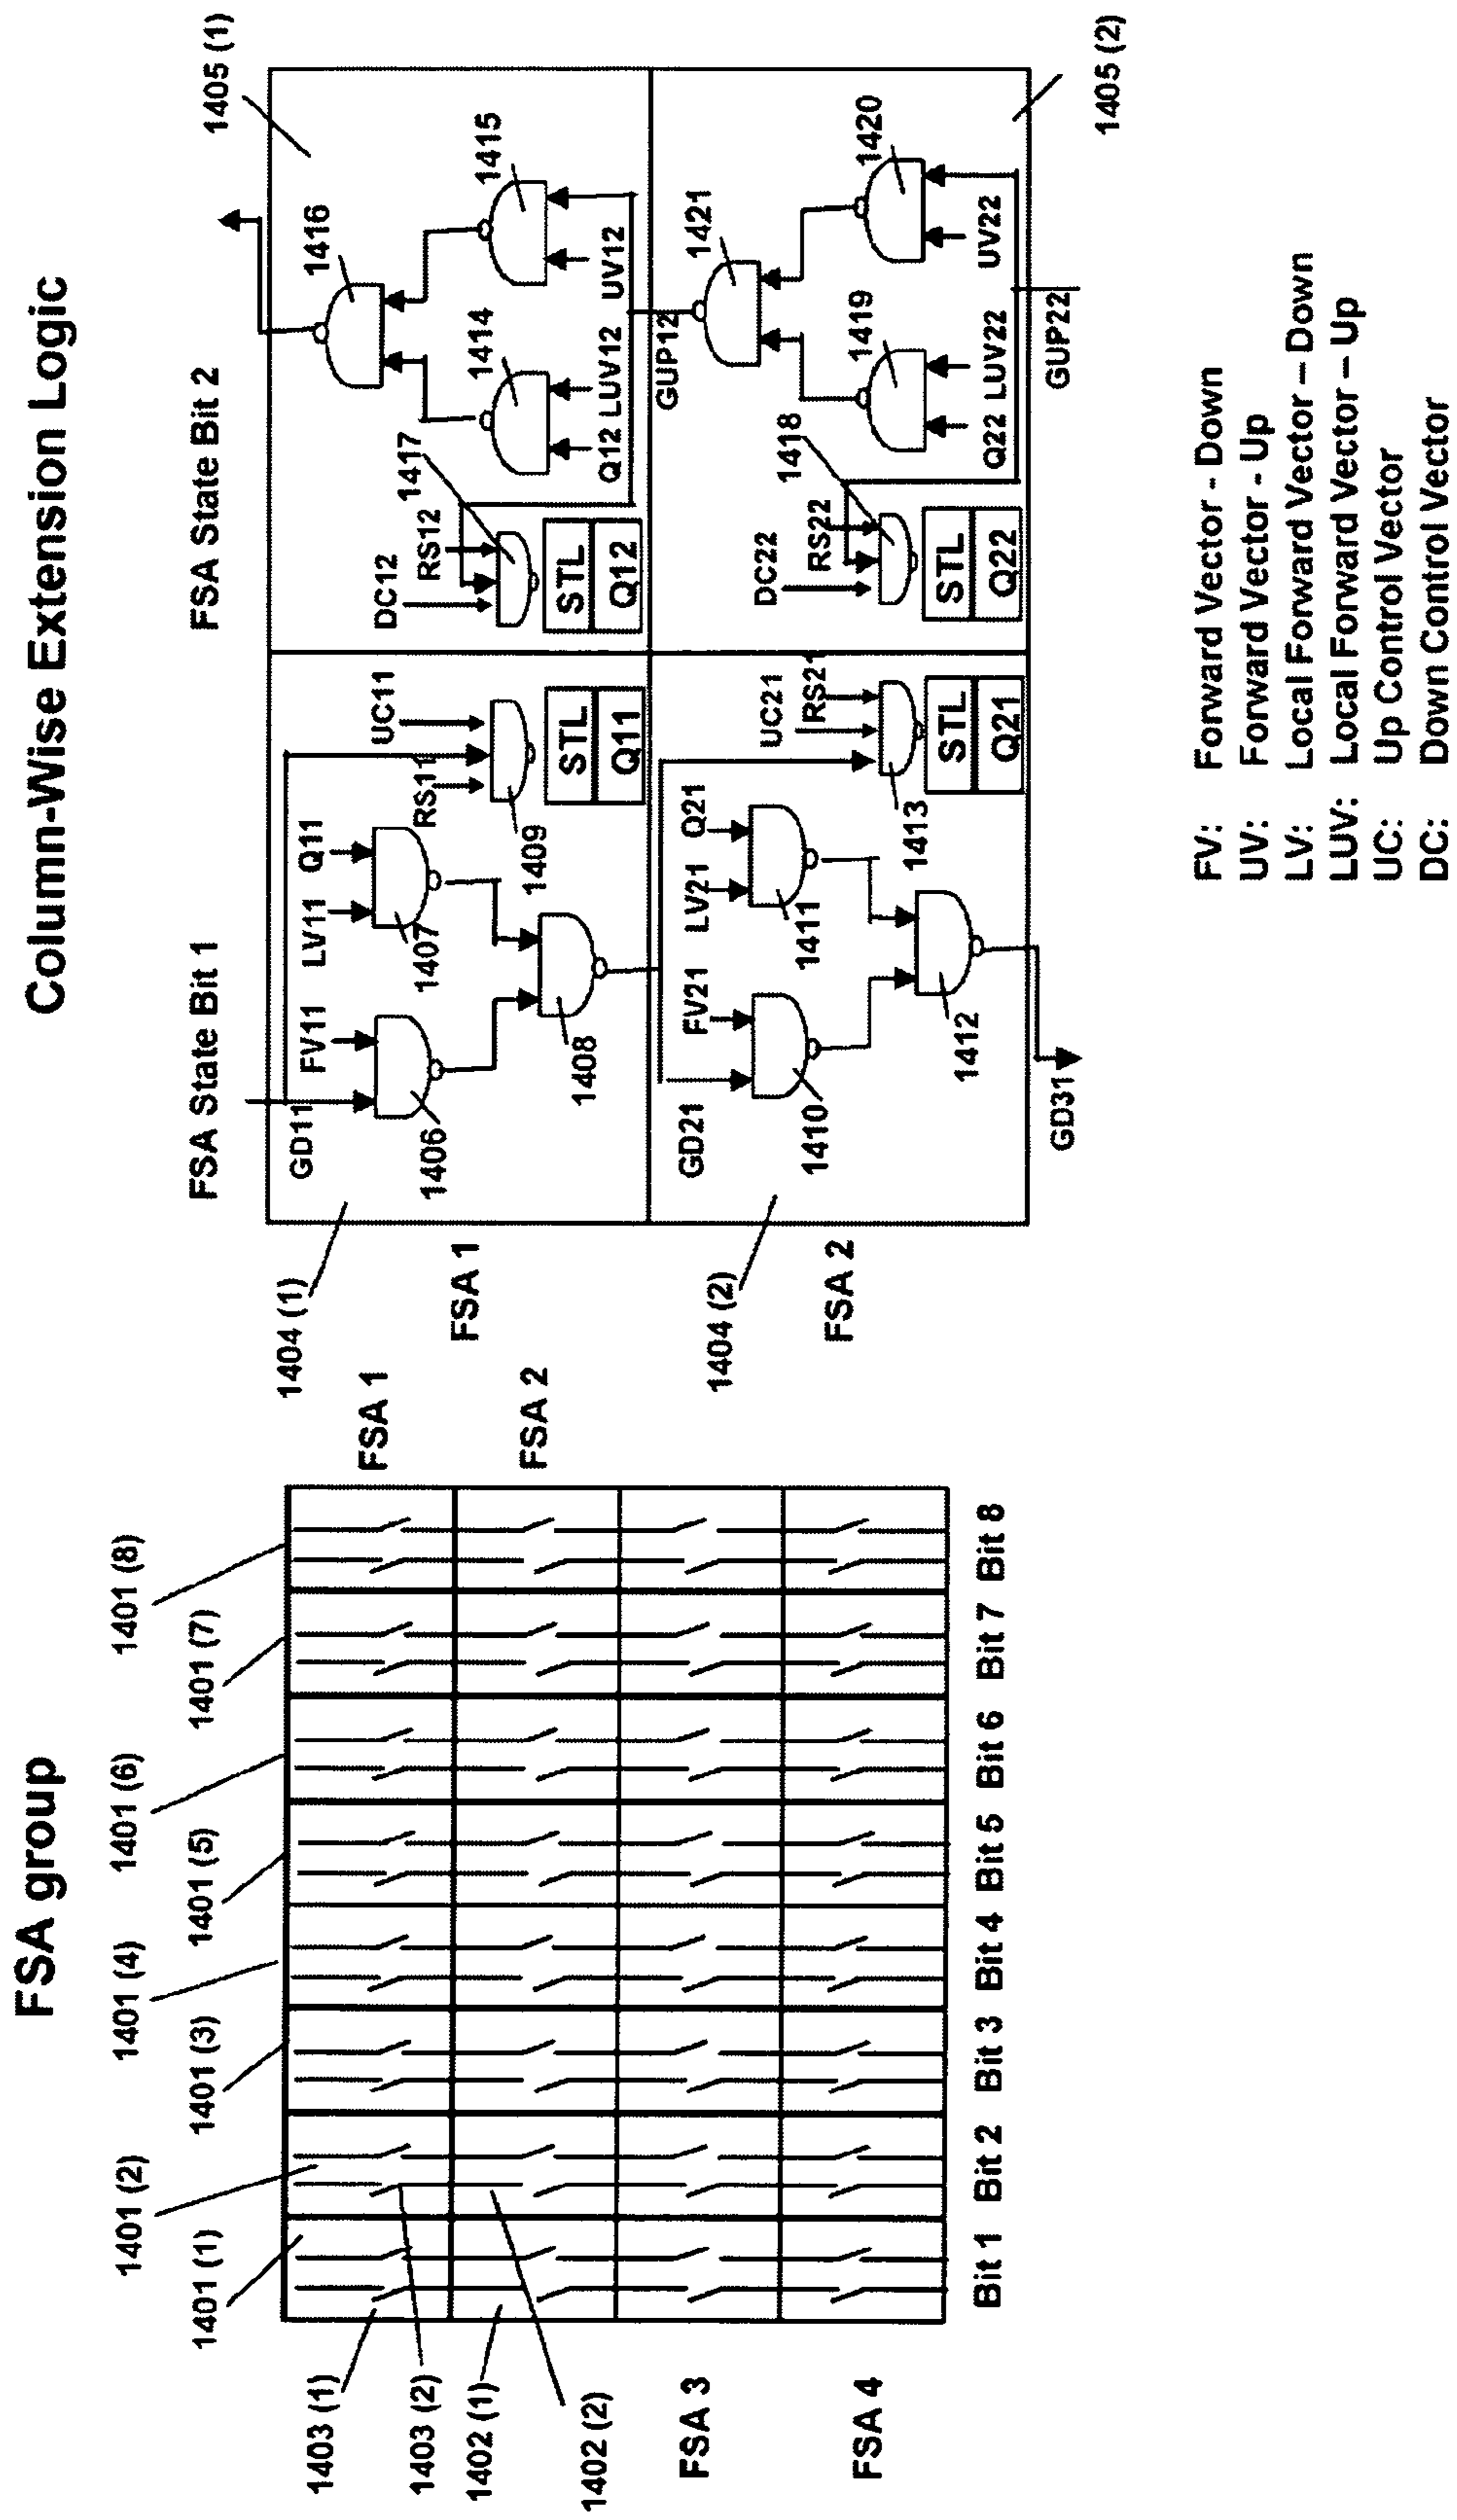 FSA group
1401 (1)
1401 (2)
1401 (3)
1401 (4)
1401 (5)
1401 (6)
1401 (7)
1401 (8)
1403 (1)
1403 (2)
1402 (1)
1402 (2)
FSA 1
FSA 2
FSA 3
FSA 4
Bit 1 Bit 2 Bit 3 Bit 4 Bit 5 Bit 6 Bit 7 Bit 8
Column-Wise Extension Logic
FSA State Bit 1
FSA State Bit 2
1404 (1)
1405 (1)
FSA 1
GD11
FV11
LV11
Q11
1406
1407
1408
RS11
UC11
1409
STL
Q11
DC12
RS12
1417
STL
Q12
1416
1414
1415
Q12 LUV12
UV12
GUP12
1404 (2)
FSA 2
GD21
FV21
LV21
Q21
1410
1411
1412
1413
UC21
RS21
STL
Q21
DC22
RS22
1418
STL
Q22
1421
1419
1420
Q22 LUV22
UV22
GD31
GUP22
1405 (2)
FV: Forward Vector - Down
UV: Forward Vector - Up
LV: Local Forward Vector – Down
LUV: Local Forward Vector – Up
UC: Up Control Vector
DC: Down Control Vector